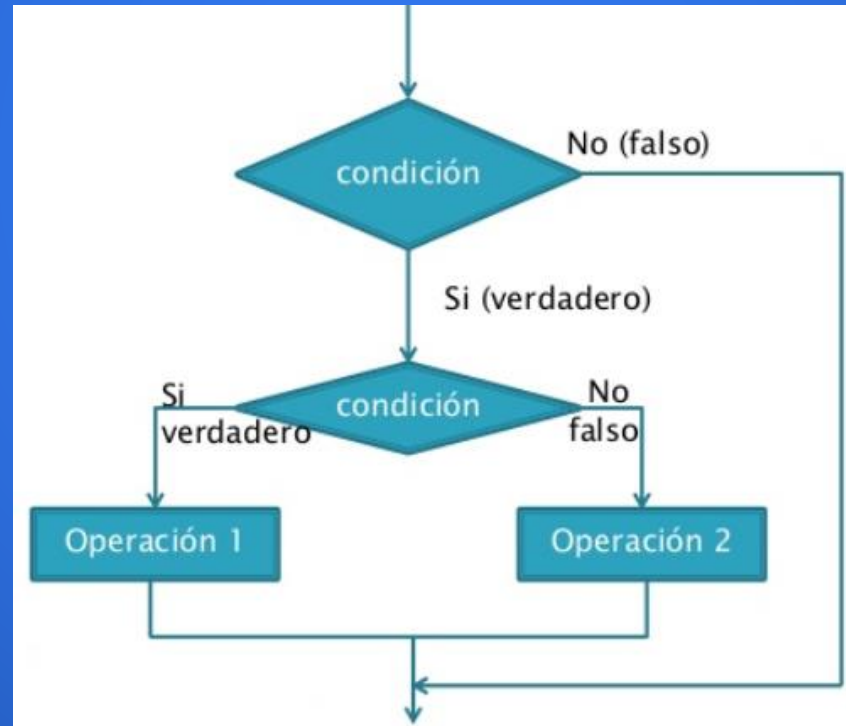 condición
No (falso)
Si (verdadero)
condición
Si
verdadero
No
falso
Operación 1
Operación 2